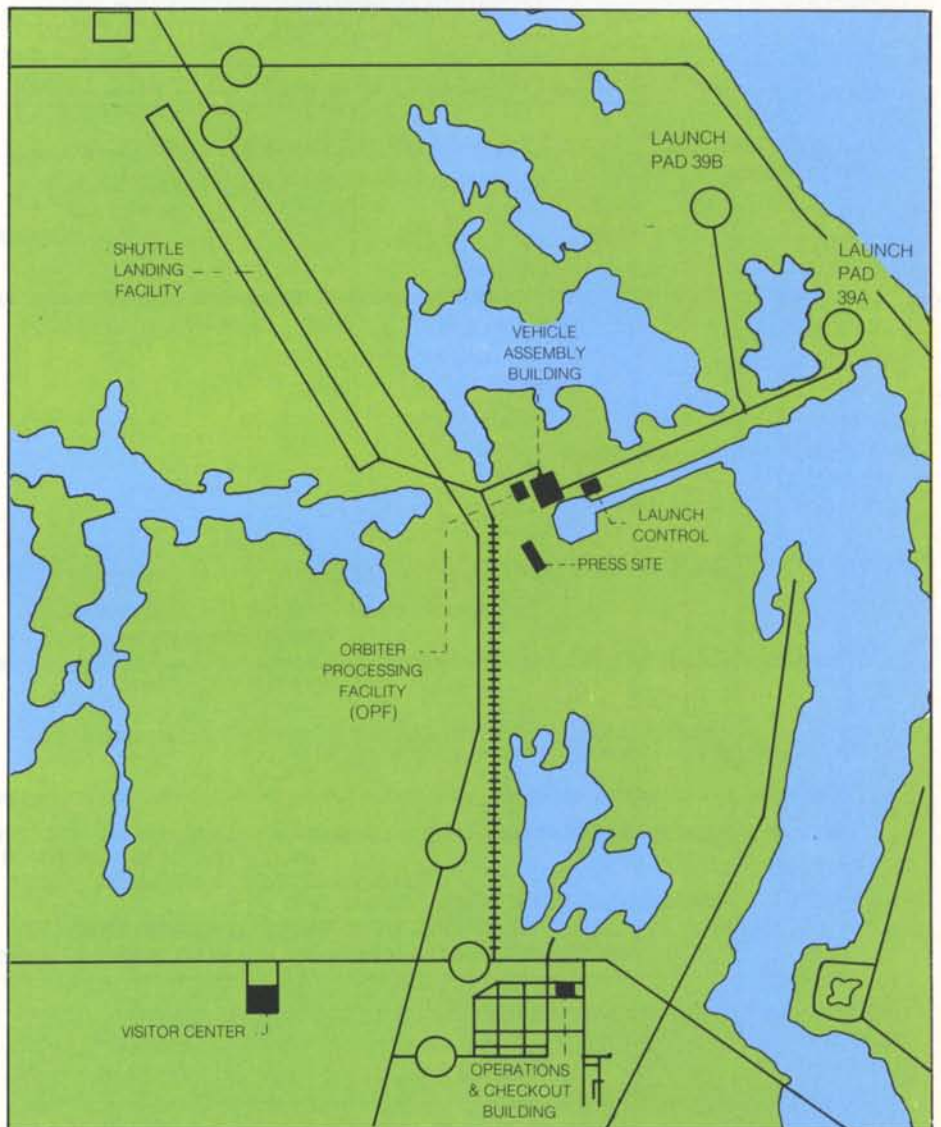 LAUNCH
PAD 39B
SHUTTLE
LANDING
FACILITY
LAUNCH
PAD
39A
VEHICLE
ASSEMBLY
BUILDING
LAUNCH
CONTROL
PRESS SITE
ORBITER
PROCESSING
FACILITY
(OPF)
VISITOR CENTER
OPERATIONS
& CHECKOUT
BUILDING